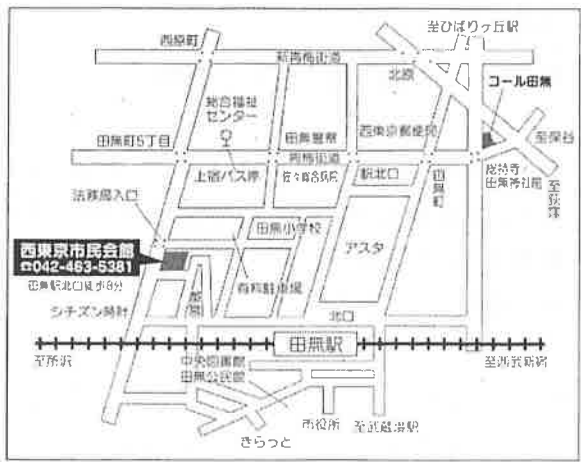 至ひばりヶ丘駅
西原町
新青梅街道
北原
コール田無
総合福祉
センター
田無町5丁目
田無警察
西東京郵便局
至保谷
青梅街道
上宿バス停
佐々総合病院
駅北口
田無町
総持寺
田無神社前
至荻窪
法務局入口
田無小学校
アスタ
西東京市民会館
☎042-463-5381
田無駅北口徒歩8分
有料駐車場
シチズン時計
北口
田無駅
至所沢
至西武新宿
中央図書館
田無公民館
市役所
至武蔵境駅
きらっと